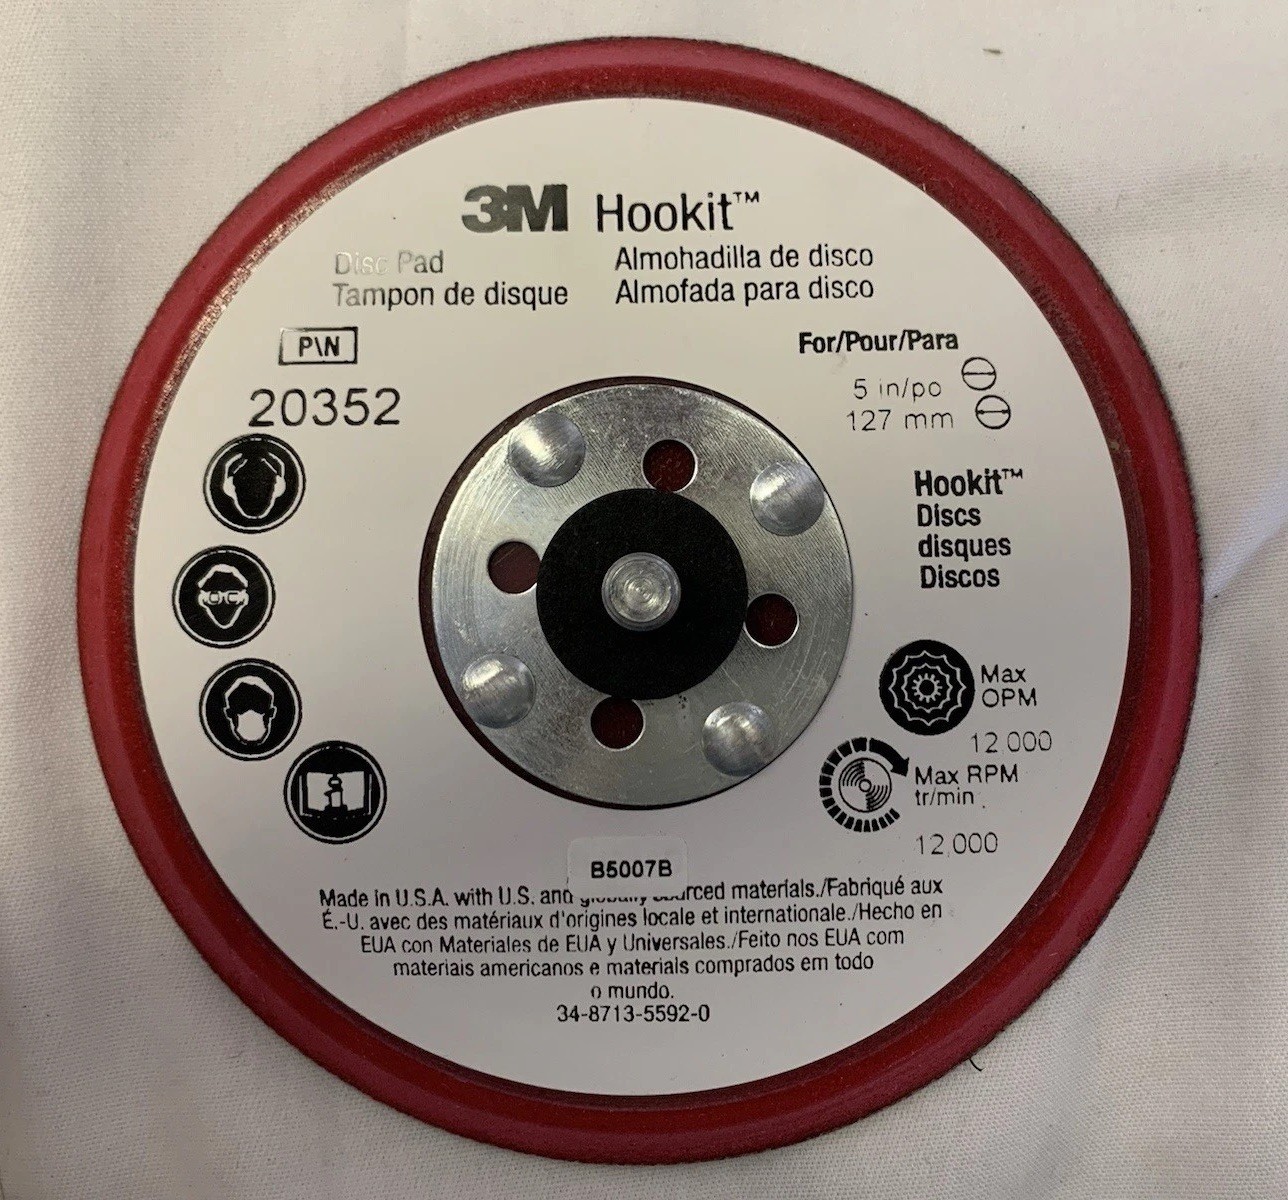 3M Hookit™
Disc Pad
Tampon de disque
Almohadilla de disco
Almofada para disco
P\N
20352
For/Pour/Para
5 in/po
127 mm
Hookit™
Discs
disques
Discos
Max
OPM
12 000
Max RPM
tr/min
12,000
B5007B
Made in U.S.A. with U.S. and globally sourced materials./Fabriqué aux
É.-U. avec des matériaux d'origines locale et internationale./Hecho en
EUA con Materiales de EUA y Universales./Feito nos EUA com
materiais americanos e materials comprados em todo
o mundo.
34-8713-5592-0